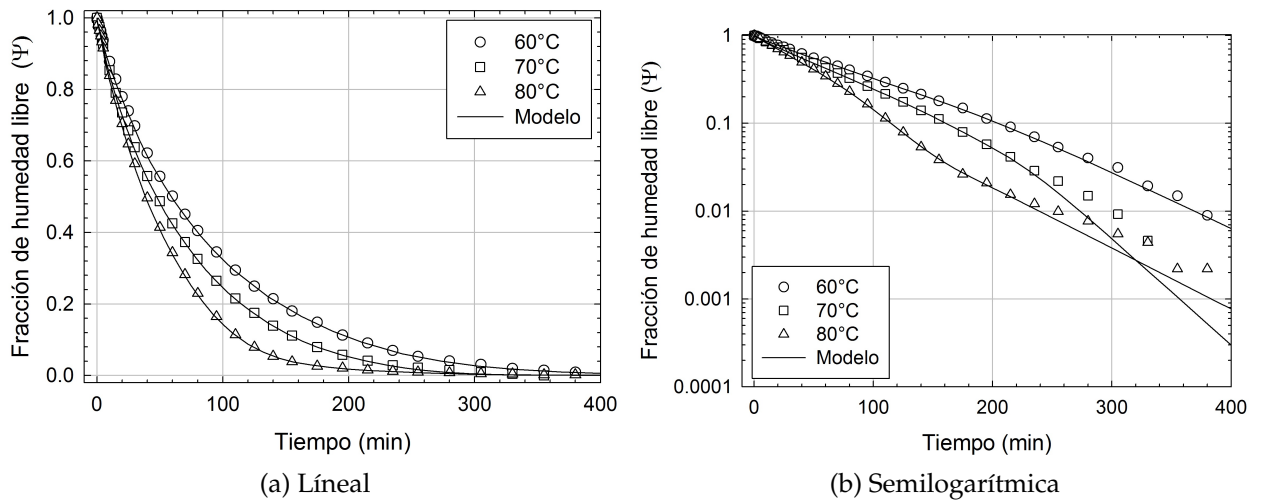 Fracción de humedad libre (Ψ)
1.0
0.8
0.6
0.4
0.2
0.0
0
100
200
300
400
Tiempo (min)
60°C
70°C
80°C
Modelo
(a) Líneal
Fracción de humedad libre (Ψ)
1
0.1
0.01
0.001
0.0001
0
100
200
300
400
Tiempo (min)
60°C
70°C
80°C
Modelo
(b) Semilogarítmica